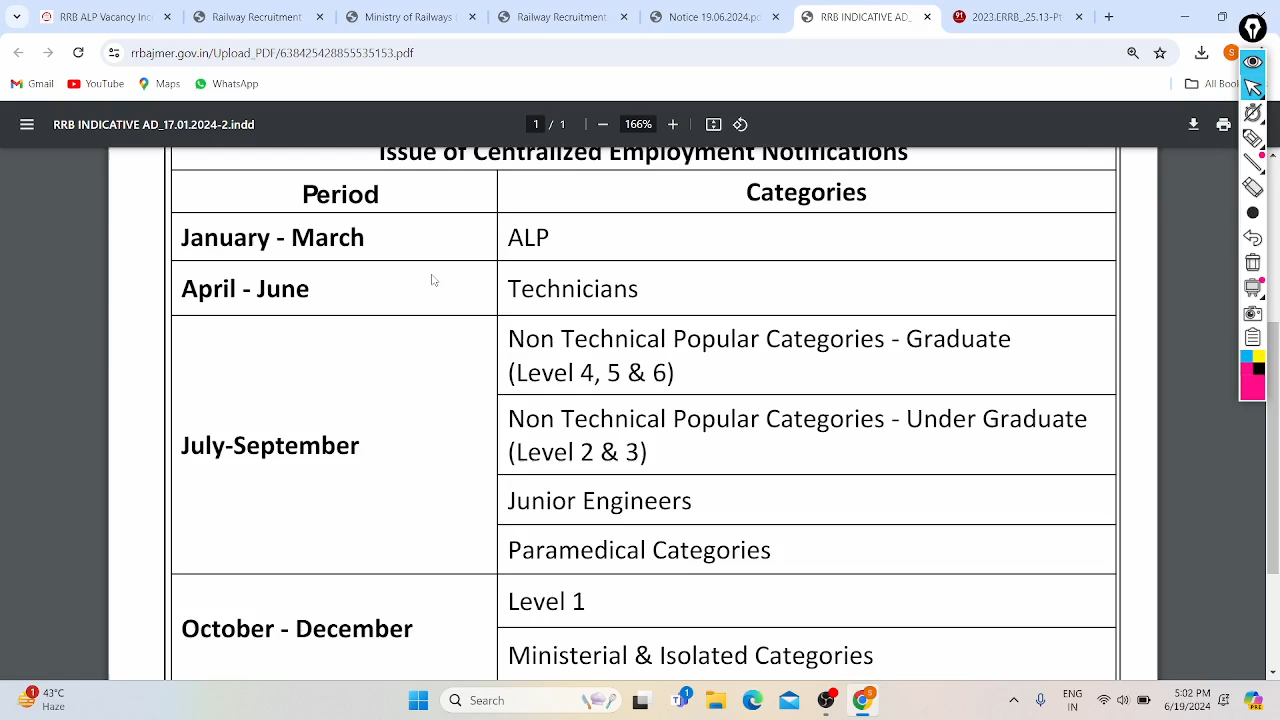 RRB ALP Vacancy Inc
Ministry of Railways
Railway Recruitment
Notice 19.06.2024.p
RRB INDICATIVE AD_
2093.ERRB_25.13-Pt
rrbajmer.gov.in/Upload_PDF/638425428855535153.pdf
S
Gmail
YouTube
Maps
WhatsApp
All Book
RRB INDICATIVE AD_17.01.2024-2.indd
1 / 1
166%
Issue of Centralized Employment Notifications
Period
Categories
January - March
ALP
April - June
Technicians
July-September
Non Technical Popular Categories - Graduate
(Level 4, 5 & 6)
Non Technical Popular Categories - Under Graduate
(Level 2 & 3)
Junior Engineers
Paramedical Categories
October - December
Level 1
Ministerial & Isolated Categories
1
43°C
Haze
Search
1
S
ENG
IN
5:02 PM
6/19/2024
PRE